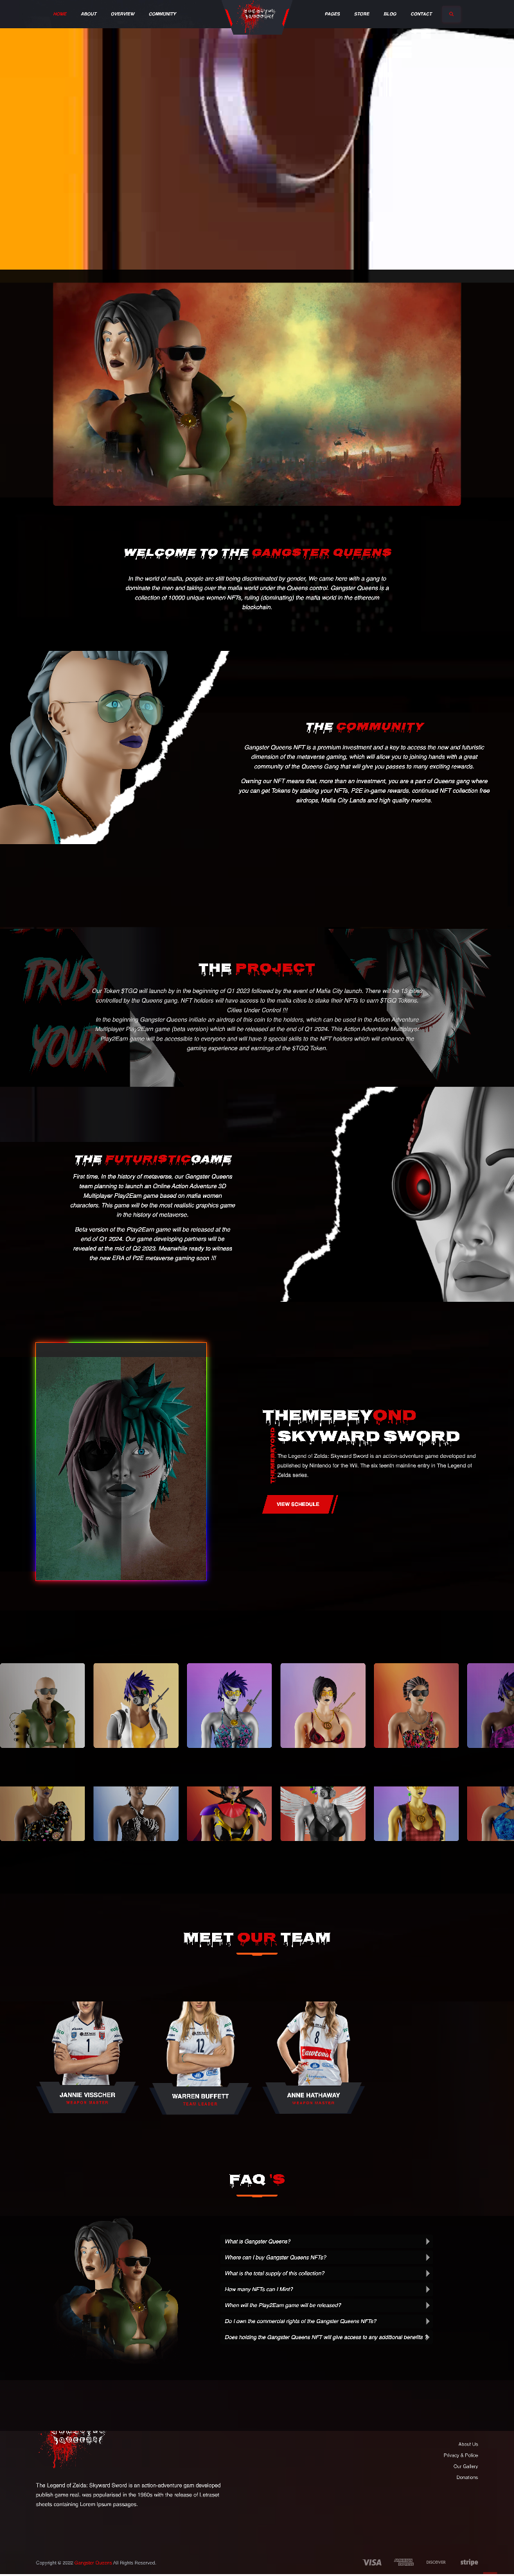 HOME ABOUT OVERVIEW COMMUNITY
PAGES STORE BLOG CONTACT
WELCOME TO THE GANGSTER QUEENS
In the world of mafia, people are still being discriminated by gender, We came here with a gang to
dominate the men and taking over the mafia world under the Queens control. Gangster Queens is a
collection of 10000 unique women NFTs, ruling (dominating) the mafia world in the ethereum
blockchain.
THE COMMUNITY
Gangster Queens NFT is a premium investment and a key to access the new and futuristic
dimension of the metaverse gaming, which will allow you to joining hands with a great
community of the Queens Gang that will give you passes to many exciting rewards.
Owning our NFT means that, more than an investment, you are a part of Queens gang where
you can get Tokens by staking your NFTs, P2E in-game rewards, continued NFT collection free
airdrops, Mafia City Lands and high quality merchs.
TRUST
YOUR
THE PROJECT
Our Token $TGQ will launch by in the beginning of Q1 2023 followed by the event of Mafia City launch. There will be 13 cities
controlled by the Queens gang. NFT holders will have access to the mafia cities to stake their NFTs to earn $TGQ Tokens.
Cities Under Control !!!
In the beginning Gangster Queens initiate an airdrop of this coin to the holders, which can be used in the Action Adventure
Multiplayer Play2Earn game (beta version) which will be released at the end of Q1 2024. This Action Adventure Multiplayer
Play2Earn game will be accessible to everyone and will have 9 special skills to the NFT holders which will enhance the
gaming experience and earnings of the $TGQ Token.
THE FUTURISTICGAME
First time, in the history of metaverse, our Gangster Queens
team planning to launch an Online Action Adventure 3D
Multiplayer Play2Earn game based on mafia women
characters. This game will be the most realistic graphics game
in the history of metaverse.
Beta version of the Play2Earn game will be released at the
end of Q1 2024. Our game developing partners will be
revealed at the mid of Q2 2023. Meanwhile ready to witness
the new ERA of P2E metaverse gaming soon !!!
THEMEBEYOND
THEMEBEYOND
SKYWARD SWORD
The Legend of Zelda: Skyward Sword is an action-adventure game developed and
published by Nintendo for the Wii. The six teenth mainline entry in The Legend of
Zelda series.
VIEW SCHEDULE
MEET OUR TEAM
1
12
8
JANNIE VISSCHER
WARREN BUFFETT
ANNE HATHAWAY
FAQ 'S
What is Gangster Queens?
Where can I buy Gangster Queens NFTs?
What is the total supply of this collection?
How many NFTs can I Mint?
When will the Play2Earn game will be released?
Do I own the commercial rights of the Gangster Queens NFTs?
Does holding the Gangster Queens NFT will give access to any additional benefits ?
About Us
Privacy & Police
Our Gallery
Donations
The Legend of Zelda: Skyward Sword is an action-adventure gam developed
publish game real. was popularised in the 1960s with the release of Letraset
sheets containing Lorem Ipsum passages.
Copyright © 2022 Gangster Queens All Rights Reserved.
VISA AMERICAN EXPRESS DISCOVER stripe